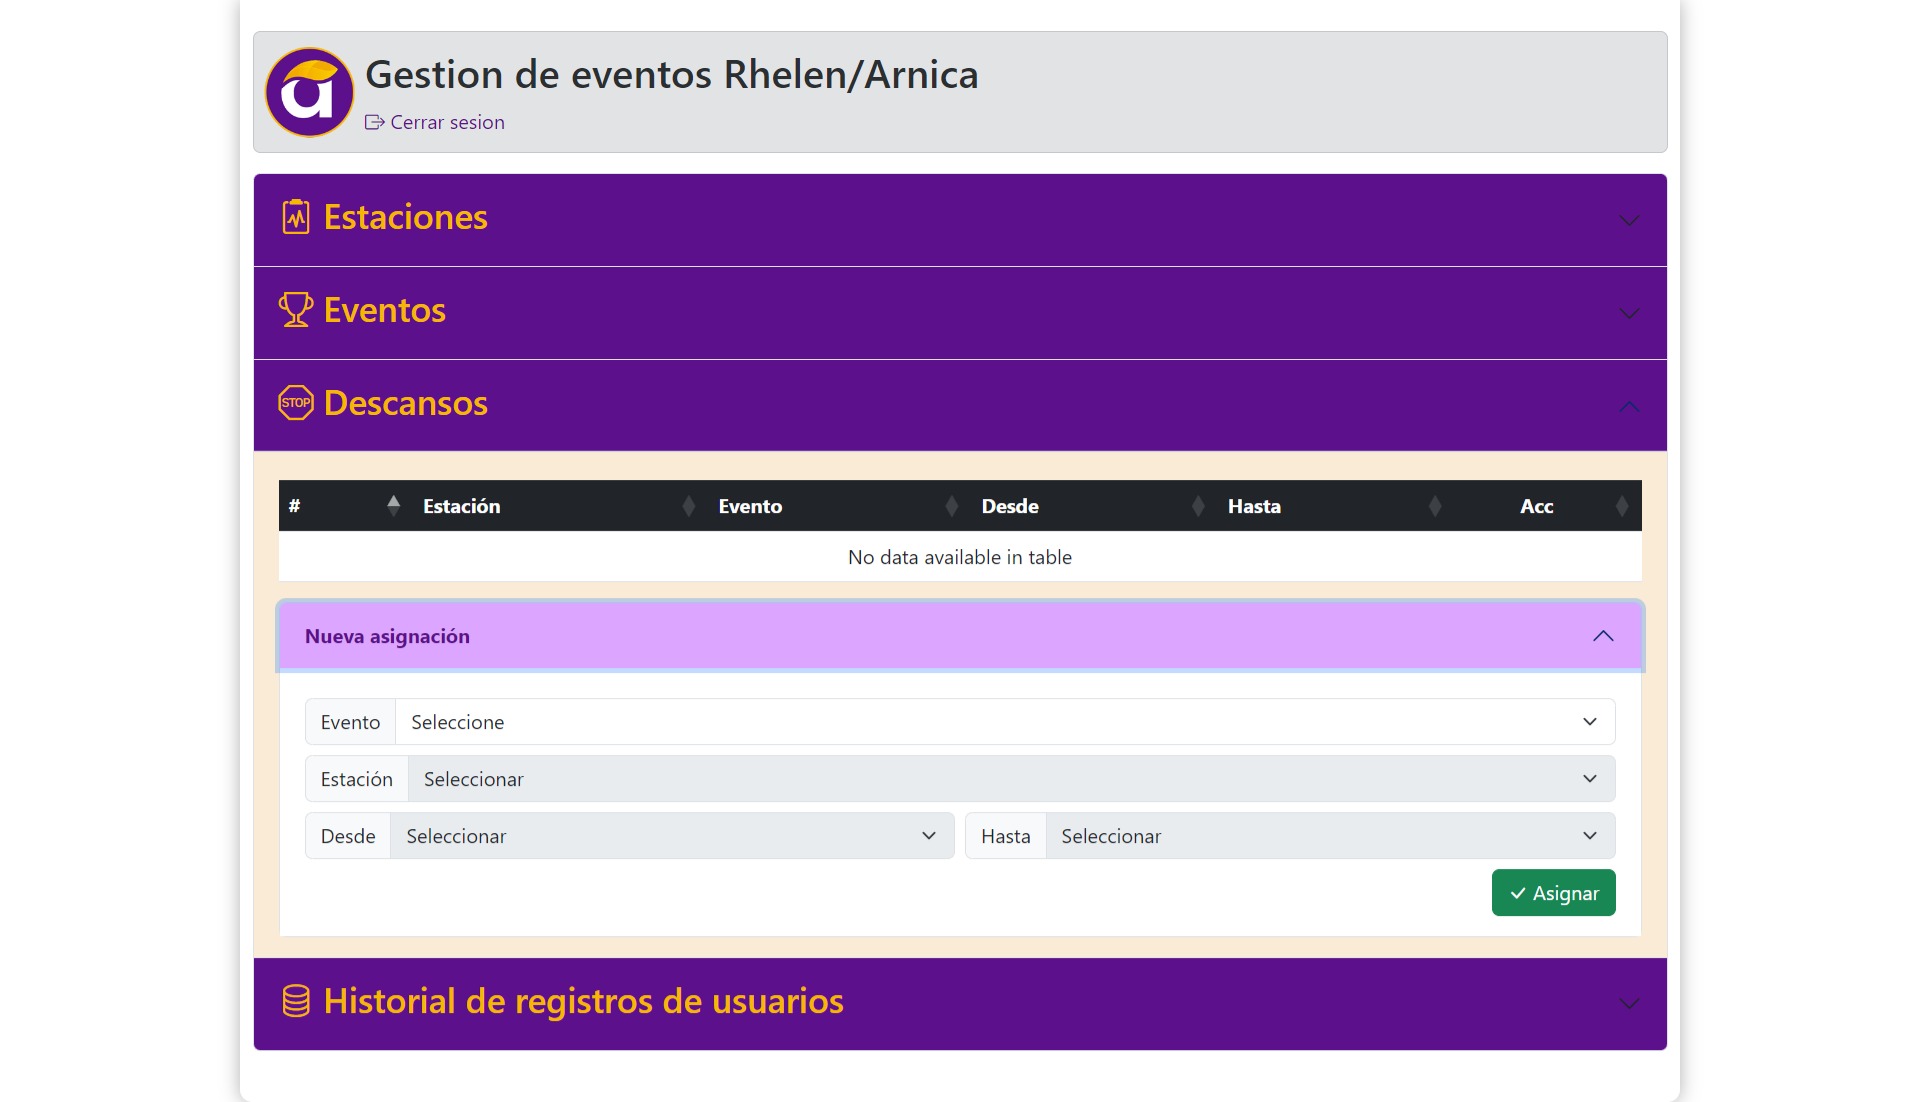 a
Gestion de eventos Rhelen/Arnica
Cerrar sesion
Estaciones
Eventos
STOP Descansos
# Estación Evento Desde Hasta Acc
No data available in table
Nueva asignación
Evento Seleccione
Estación Seleccionar
Desde Seleccionar Hasta Seleccionar
Asignar
Historial de registros de usuarios